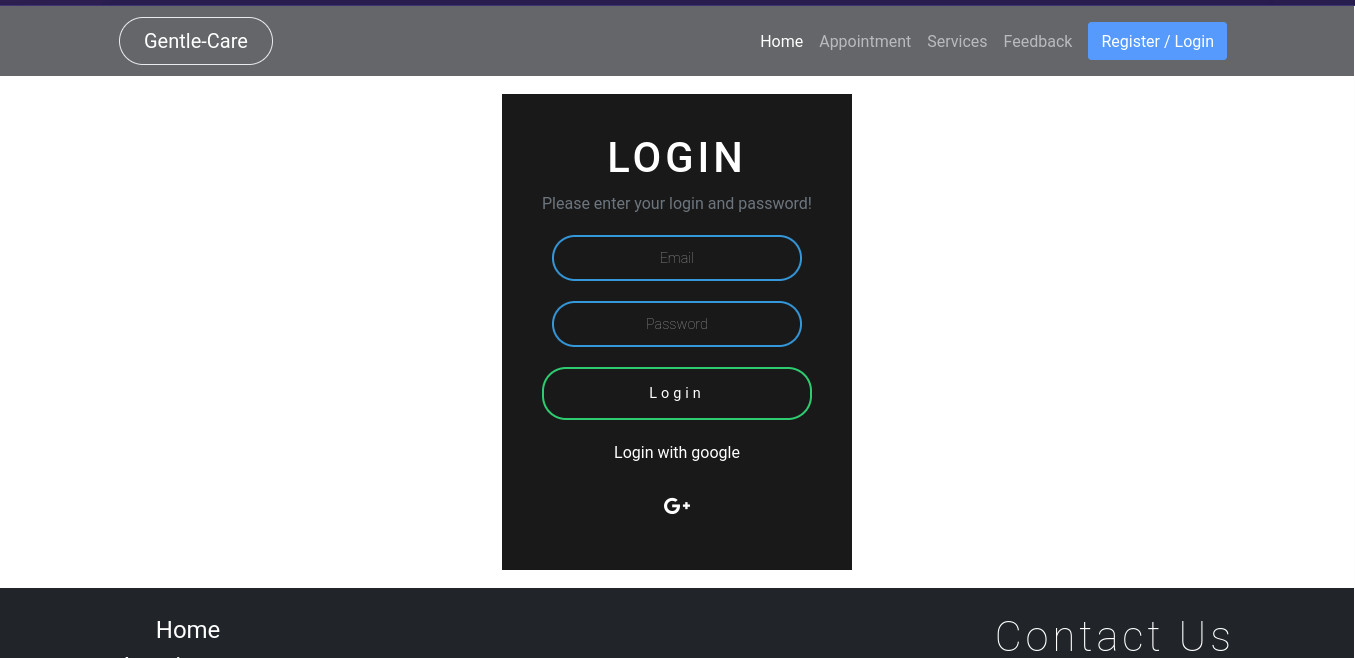 Gentle-Care
Home Appointment Services Feedback Register / Login
LOGIN
Please enter your login and password!
Email
Password
Login
Login with google
G+
Home
Contact Us